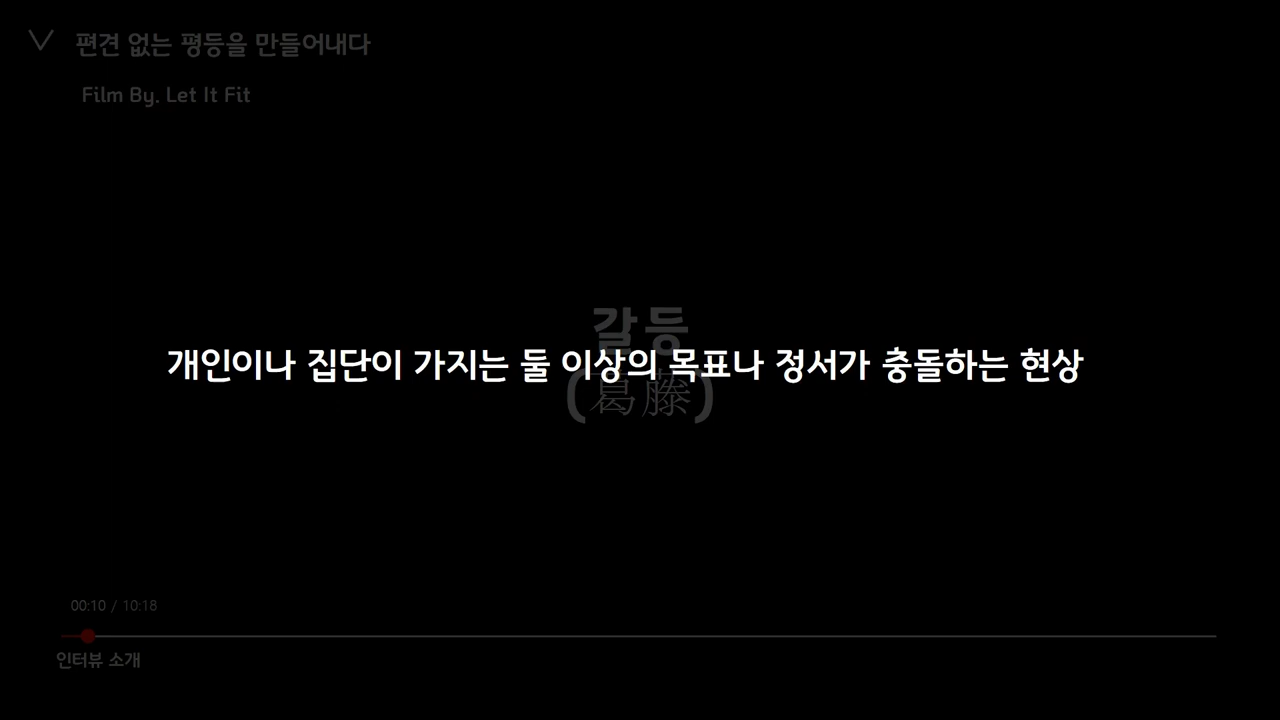 편견 없는 평등을 만들어내다
Film By. Let It Fit
갈등
개인이나 집단이 가지는 둘 이상의 목표나 정서가 충돌하는 현상
(葛藤)
00:10 / 10:18
인터뷰 소개